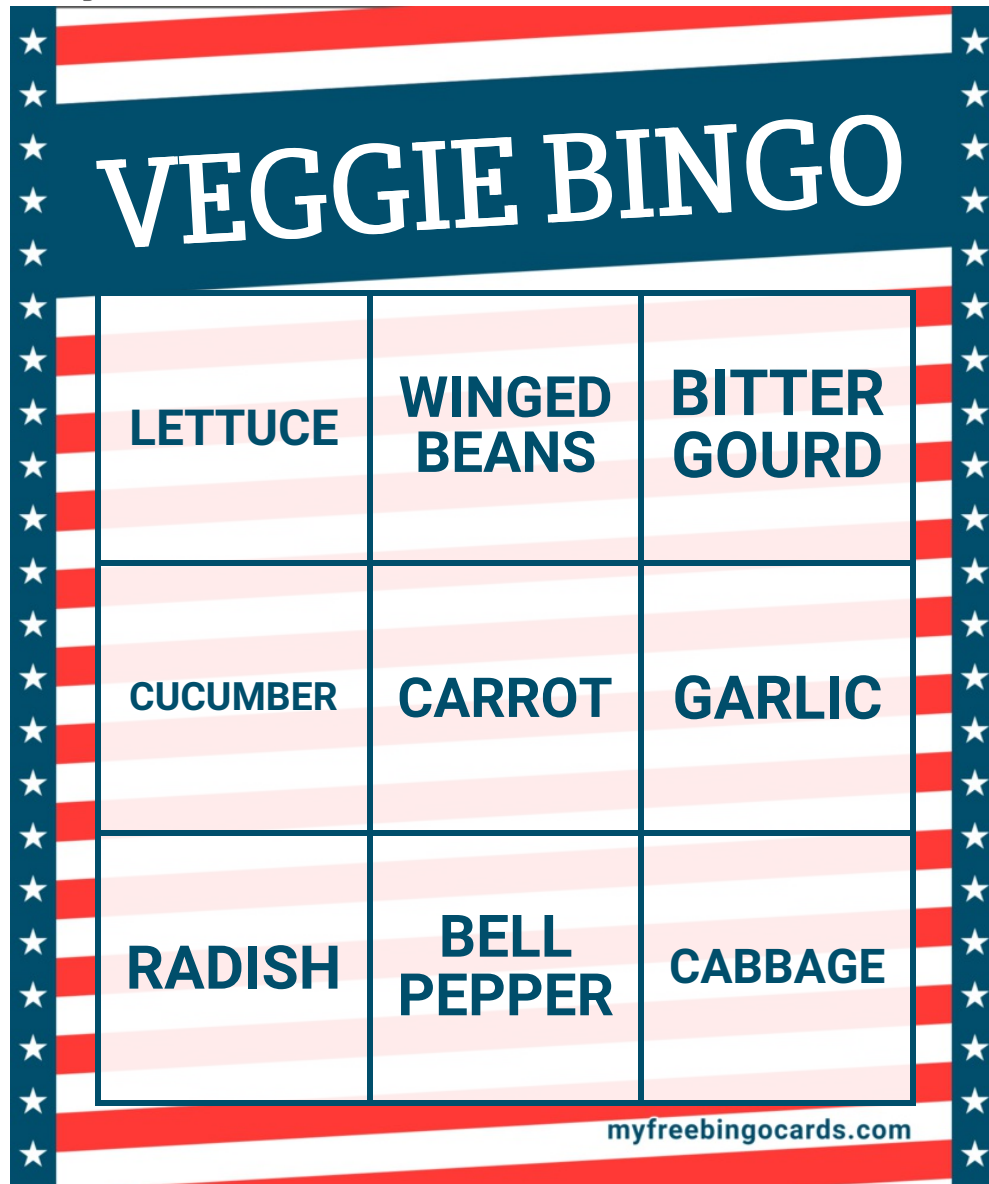 VEGGIE BINGO
LETTUCE
WINGED
BEANS
BITTER
GOURD
CUCUMBER
CARROT
GARLIC
RADISH
BELL
PEPPER
CABBAGE
myfreebingocards.com